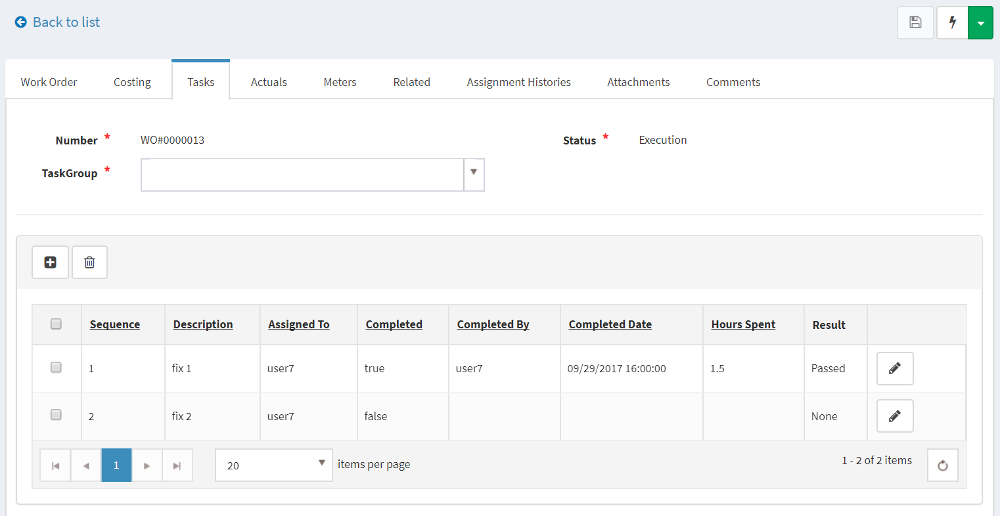 Back to list
Work Order Costing Tasks Actuals Meters Related Assignment Histories Attachments Comments
Number * WO#0000013 Status * Execution
TaskGroup *
Sequence Description Assigned To Completed Completed By Completed Date Hours Spent Result
1 fix 1 user7 true user7 09/29/2017 16:00:00 1.5 Passed
2 fix 2 user7 false None
1 20 items per page 1 - 2 of 2 items